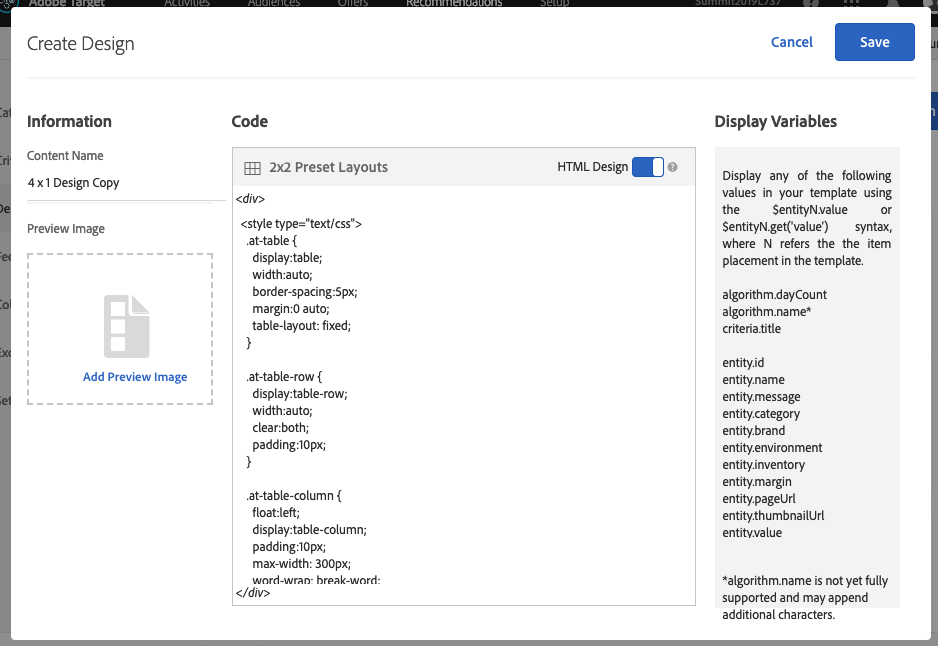 Adobe Target
Activities
Audiences
Offers
Recommendations
Setup
Create Design
Cancel
Save
Information
Content Name
4 x 1 Design Copy
Preview Image
Add Preview Image
Code
2x2 Preset Layouts
HTML Design
<div>
<style type="text/css">
.at-table {
display:table;
width:auto;
border-spacing:5px;
margin:0 auto;
table-layout: fixed;
}
.at-table-row {
display:table-row;
width:auto;
clear:both;
padding:10px;
}
.at-table-column {
float:left;
display:table-column;
padding:10px;
max-width: 300px;
word-wrap: break-word;
</div>
Display Variables
Display any of the following
values in your template using
the $entityN.value or
$entityN.get('value') syntax,
where N refers the the item
placement in the template.
algorithm.dayCount
algorithm.name*
criteria.title
entity.id
entity.name
entity.message
entity.category
entity.brand
entity.environment
entity.inventory
entity.margin
entity.pageUrl
entity.thumbnailUrl
entity.value
*algorithm.name is not yet fully
supported and may append
additional characters.